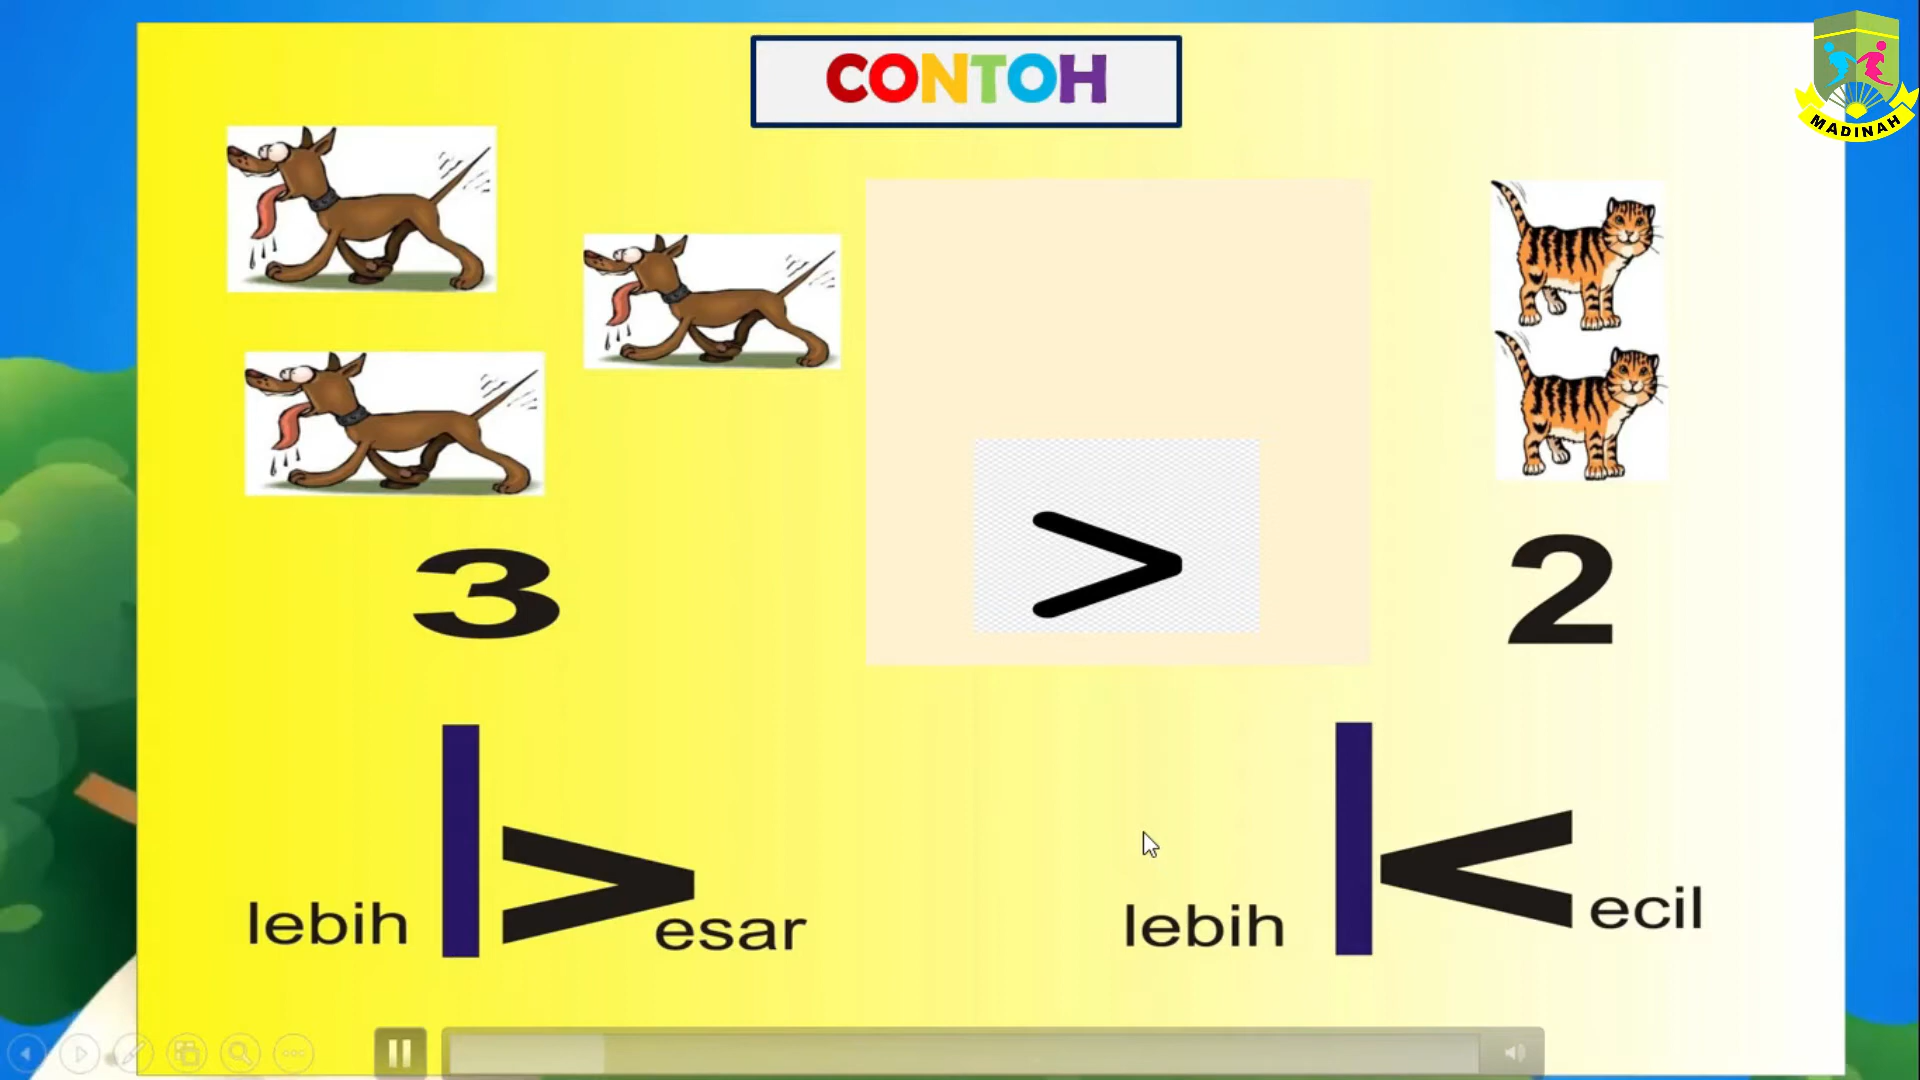 CONTOH
MADINAH
>
3
2
lebih |> esar
lebih |< ecil